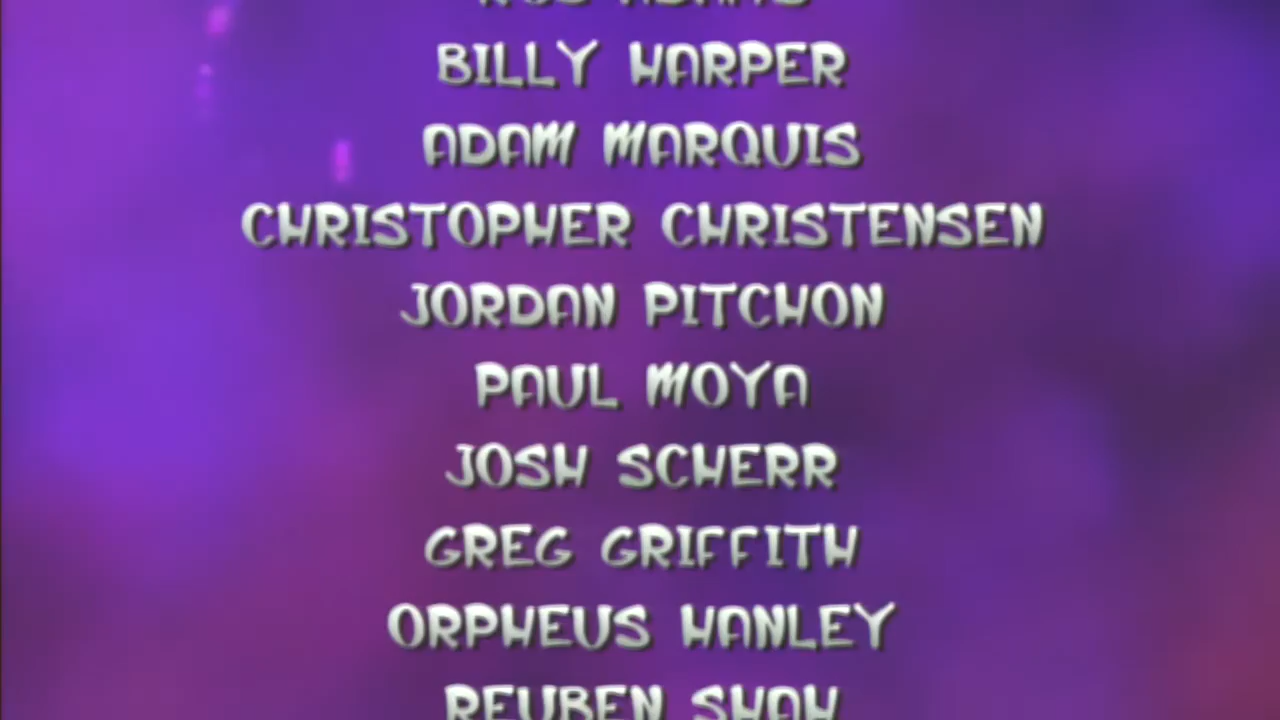 BILLY HARPER
ADAM MARQUIS
CHRISTOPHER CHRISTENSEN
JORDAN PITCHON
PAUL MOYA
JOSH SCHERR
GREG GRIFFITH
ORPHEUS HANLEY
REUBEN SHAH